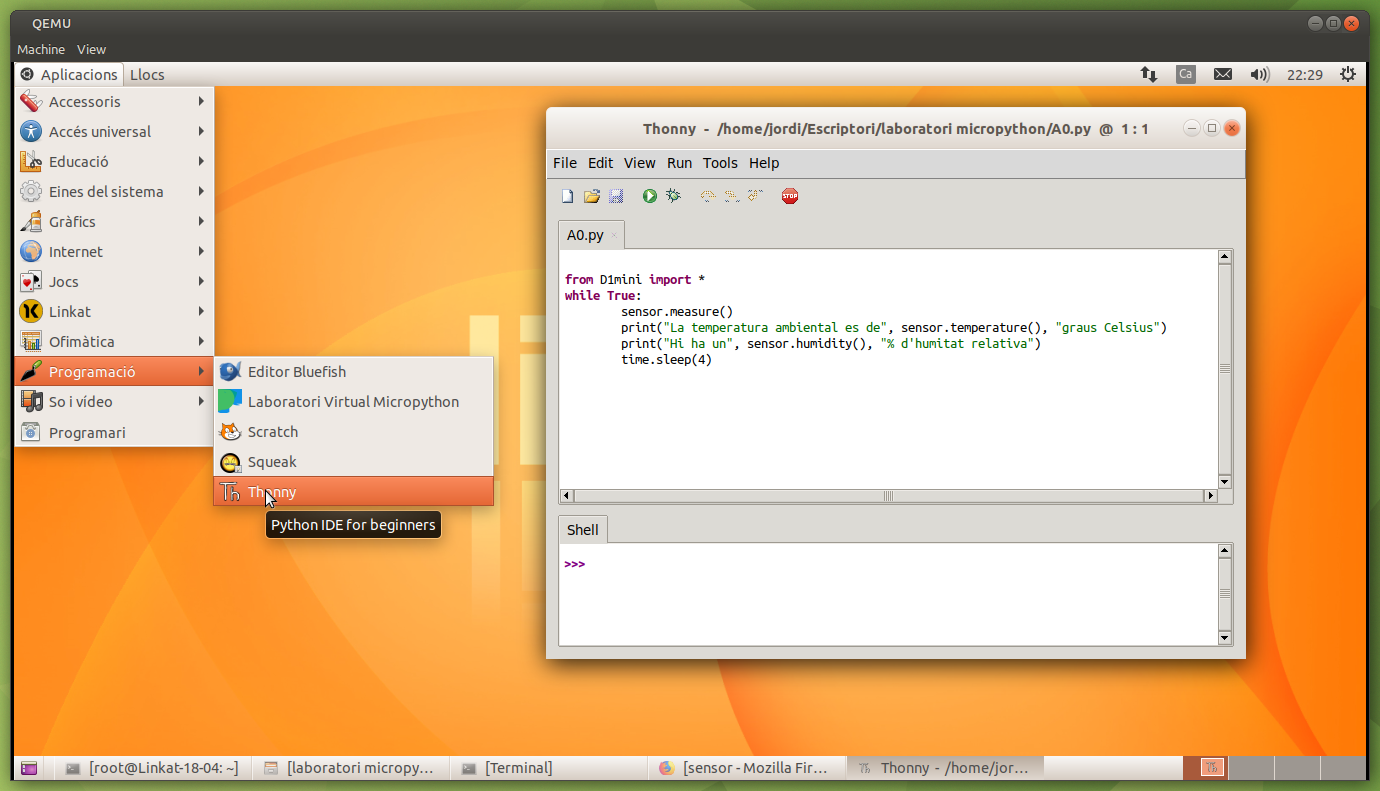 QEMU
Machine View
Aplicacions Llocs
Ca
22:29
Accessoris
Accés universal
Educació
Eines del sistema
Gràfics
Internet
Jocs
Linkat
Ofimàtica
Programació
So i vídeo
Programari
Editor Bluefish
Laboratori Virtual Micropython
Scratch
Squeak
Th Thonny
Python IDE for beginners
Thonny - /home/jordi/Escriptori/laboratori micropython/A0.py @ 1 : 1
File Edit View Run Tools Help
STOP
A0.py
from D1mini import *
while True:
sensor.measure()
print("La temperatura ambiental es de", sensor.temperature(), "graus Celsius")
print("Hi ha un", sensor.humidity(), "% d'humitat relativa")
time.sleep(4)
Shell
>>>
[root@Linkat-18-04: ~] [laboratori micropy... [Terminal] [sensor - Mozilla Fir... Th Thonny - /home/jor... Th